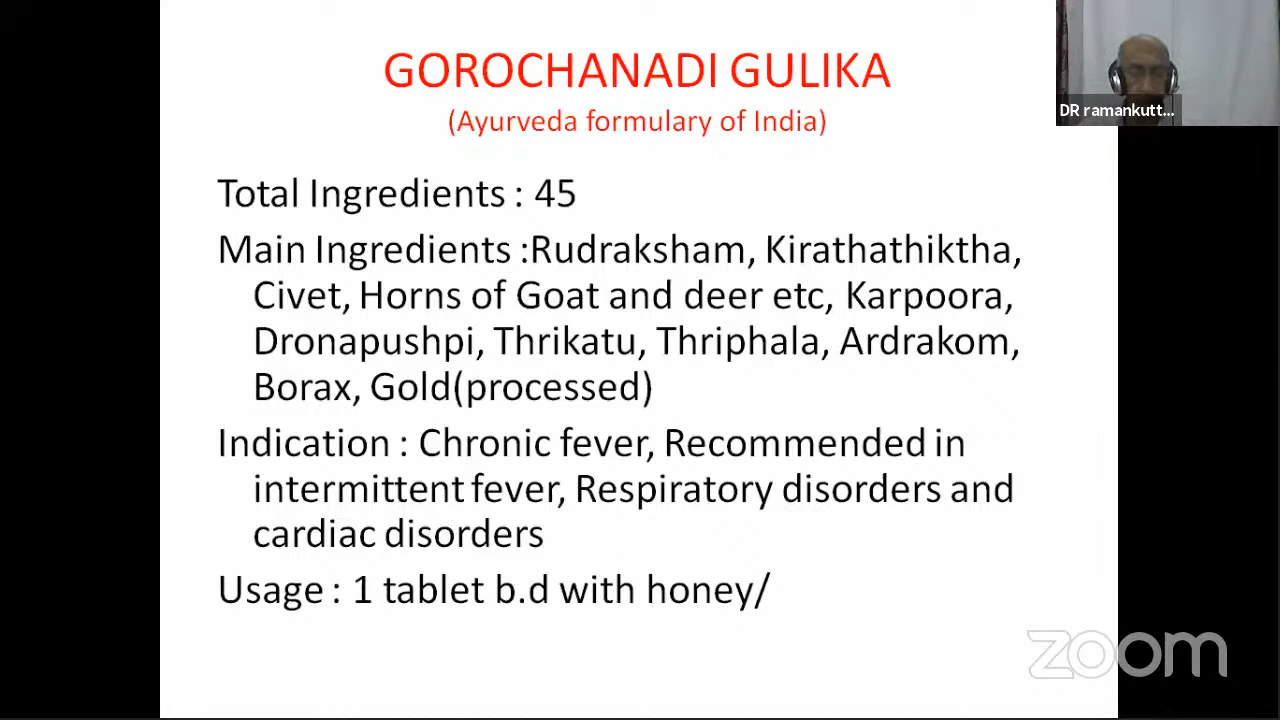 GOROCHANADI GULIKA
(Ayurveda formulary of India)
DR ramankutt...
Total Ingredients : 45
Main Ingredients :Rudraksham, Kirathathiktha,
Civet, Horns of Goat and deer etc, Karpoora,
Dronapushpi, Thrikatu, Thriphala, Ardrakom,
Borax, Gold(processed)
Indication : Chronic fever, Recommended in
intermittent fever, Respiratory disorders and
cardiac disorders
Usage : 1 tablet b.d with honey/
zoom